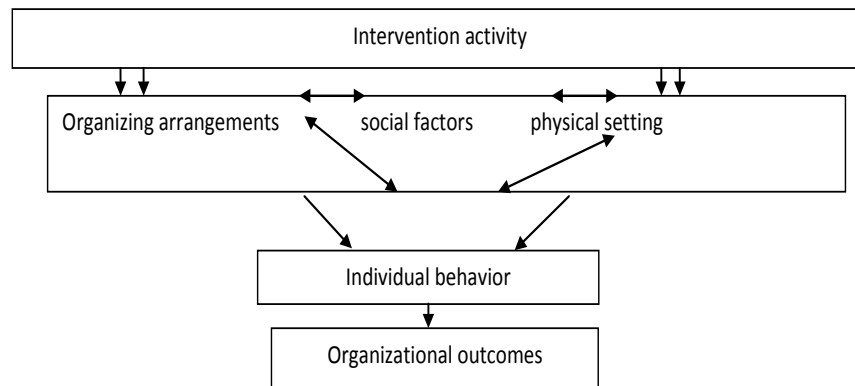 Intervention activity
Organizing arrangements social factors physical setting
Individual behavior
Organizational outcomes